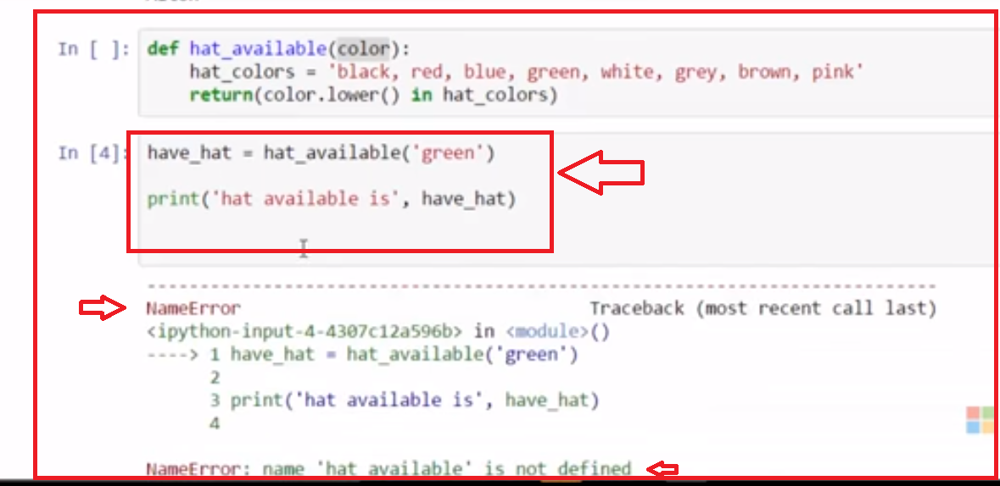 In [ ]: def hat_available(color):
hat_colors = 'black, red, blue, green, white, grey, brown, pink'
return(color.lower() in hat_colors)
In [4]: have_hat = hat_available('green')
print('hat available is', have_hat)
---------------------------------------------------------------------------
NameError Traceback (most recent call last)
<ipython-input-4-4307c12a596b> in <module>()
----> 1 have_hat = hat_available('green')
2
3 print('hat available is', have_hat)
4
NameError: name 'hat_available' is not defined